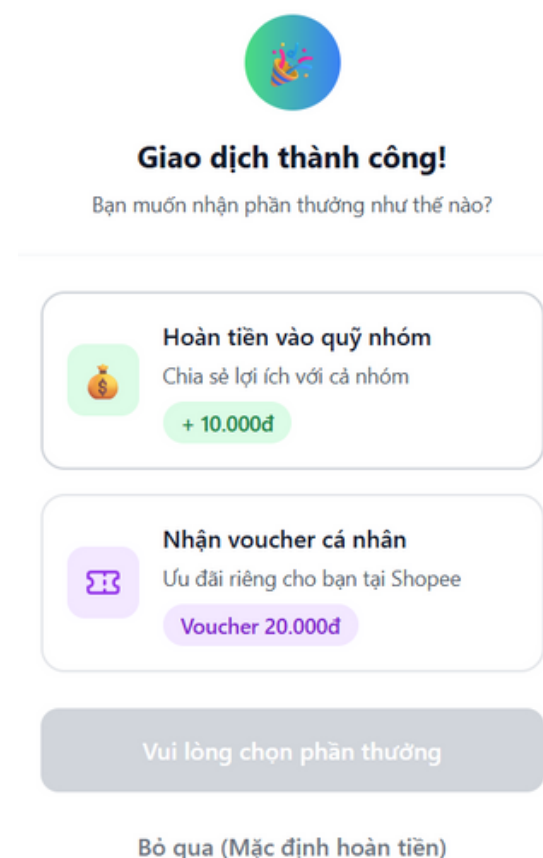 Giao dịch thành công!
Bạn muốn nhận phần thưởng như thế nào?
Hoàn tiền vào quỹ nhóm
Chia sẻ lợi ích với cả nhóm
+ 10.000đ
Nhận voucher cá nhân
Ưu đãi riêng cho bạn tại Shopee
Voucher 20.000đ
Vui lòng chọn phần thưởng
Bỏ qua (Mặc định hoàn tiền)